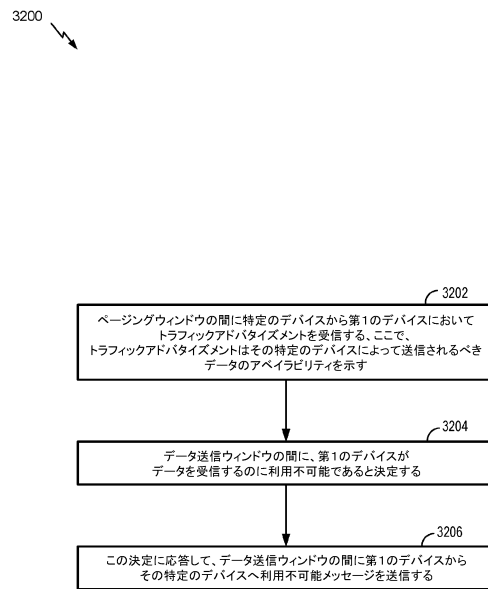 3200
3202
ページングウィンドウの間に特定のデバイスから第1のデバイスにおいて
トラフィックアドバタイズメントを受信する、ここで、
トラフィックアドバタイズメントはその特定のデバイスによって送信されるべき
データのアベイラビリティを示す
3204
データ送信ウィンドウの間に、第1のデバイスが
データを受信するのに利用不可能であると決定する
3206
この決定に応答して、データ送信ウィンドウの間に第1のデバイスから
その特定のデバイスへ利用不可能メッセージを送信する